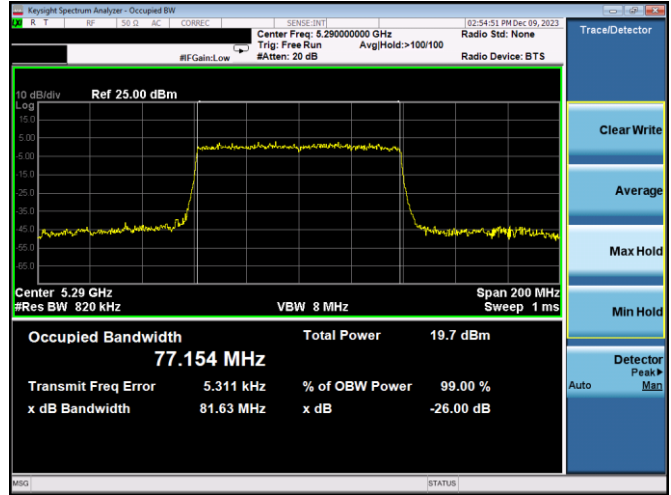 Keysight Spectrum Analyzer - Occupied BW
R T RF 50 Ω AC CORREC SENSE:INT 02:54:51 PM Dec 09, 2023
Center Freq: 5.290000000 GHz Radio Std: None
Trig: Free Run Avg|Hold:>100/100
#IFGain:Low #Atten: 20 dB Radio Device: BTS
10 dB/div Ref 25.00 dBm
Log
15.0
5.00
-5.00
-15.0
-25.0
-35.0
-45.0
-55.0
-65.0
Center 5.29 GHz Span 200 MHz
#Res BW 820 kHz VBW 8 MHz Sweep 1 ms
Occupied Bandwidth Total Power 19.7 dBm
77.154 MHz
Transmit Freq Error 5.311 kHz % of OBW Power 99.00 %
x dB Bandwidth 81.63 MHz x dB -26.00 dB
MSG STATUS
Trace/Detector
Clear Write
Average
Max Hold
Min Hold
Detector
Peak▶
Auto Man